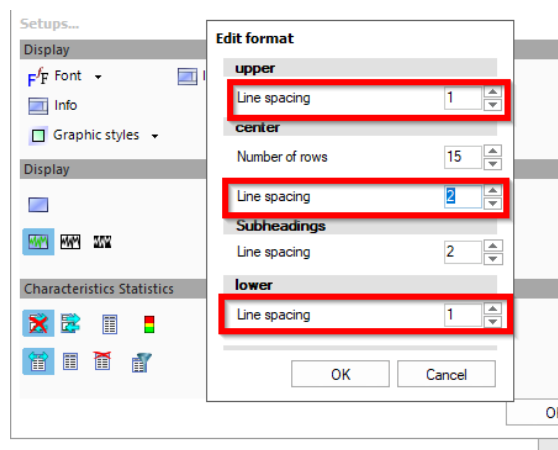 Setups...
Display
Font
Info
Graphic styles
Display
Characteristics Statistics
Edit format
upper
Line spacing 1
center
Number of rows 15
Line spacing 2
Subheadings
Line spacing 2
lower
Line spacing 1
OK Cancel